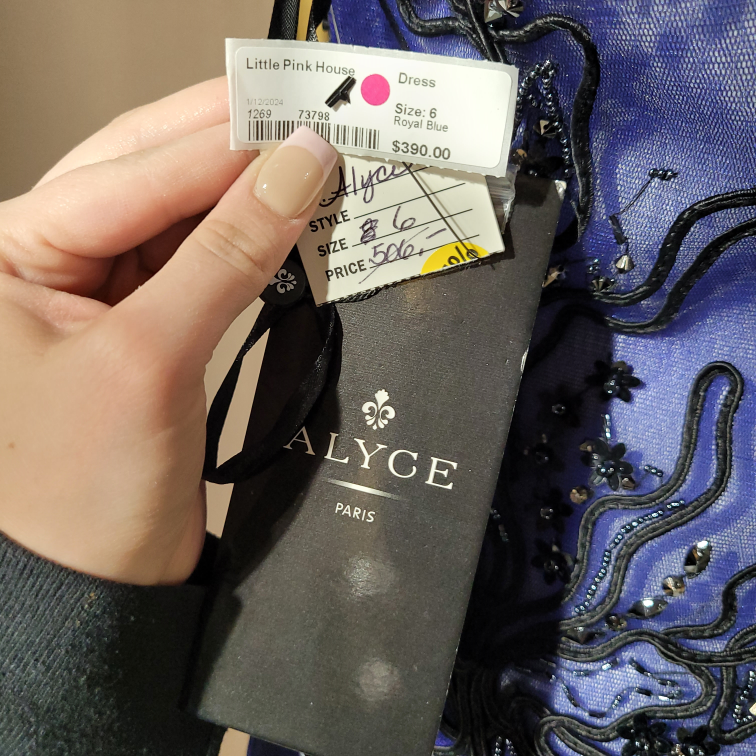 Little Pink House
Dress
1/12/2024
1269 73798
Size: 6
Royal Blue
$390.00
Alyce
STYLE
SIZE 6
PRICE 506.-
ALYCE
PARIS